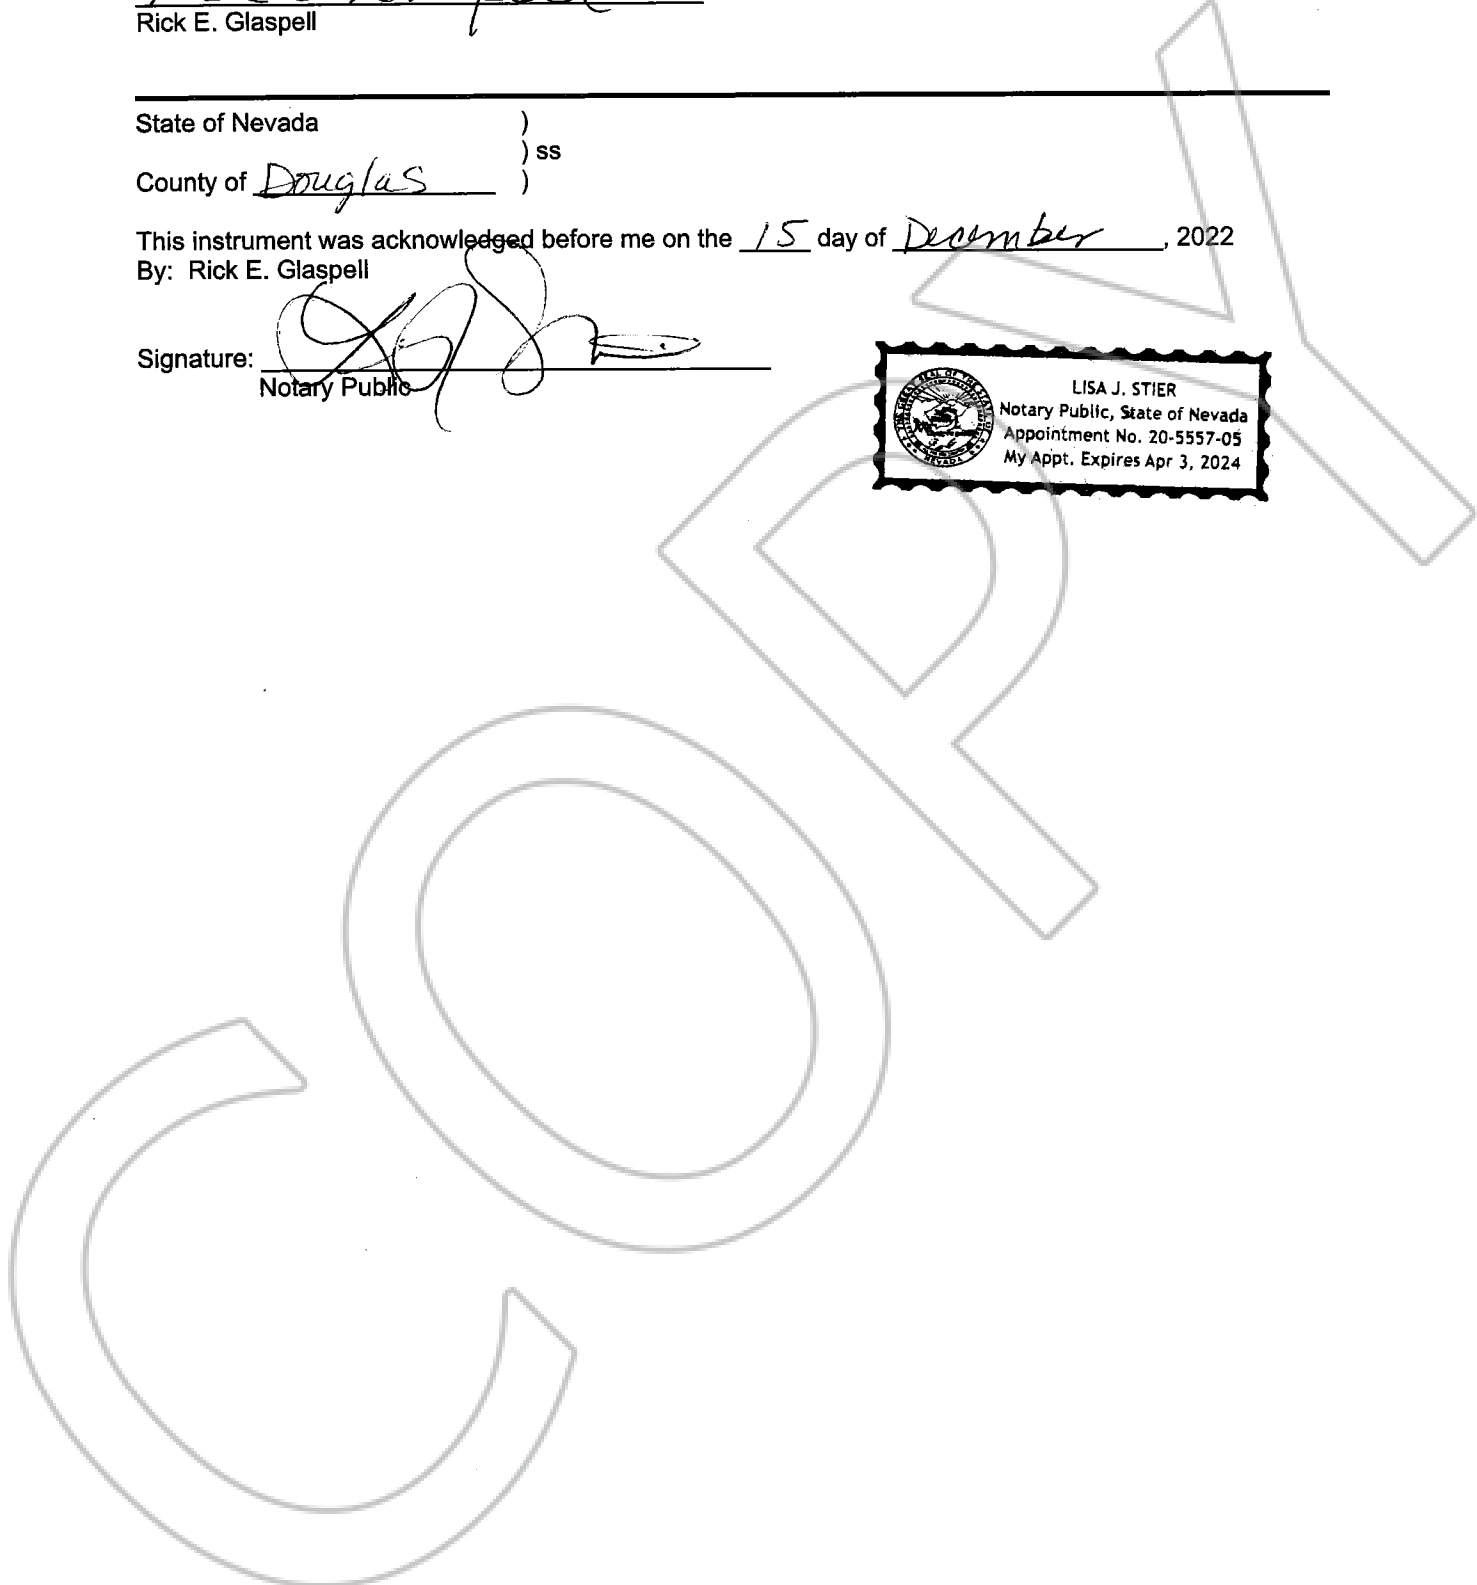 Rick E. Glaspell
State of Nevada )
) ss
County of Douglas )
This instrument was acknowledged before me on the 15 day of December, 2022
By: Rick E. Glaspell
Signature:
Notary Public
LISA J. STIER
Notary Public, State of Nevada
Appointment No. 20-5557-05
My Appt. Expires Apr 3, 2024
COPY